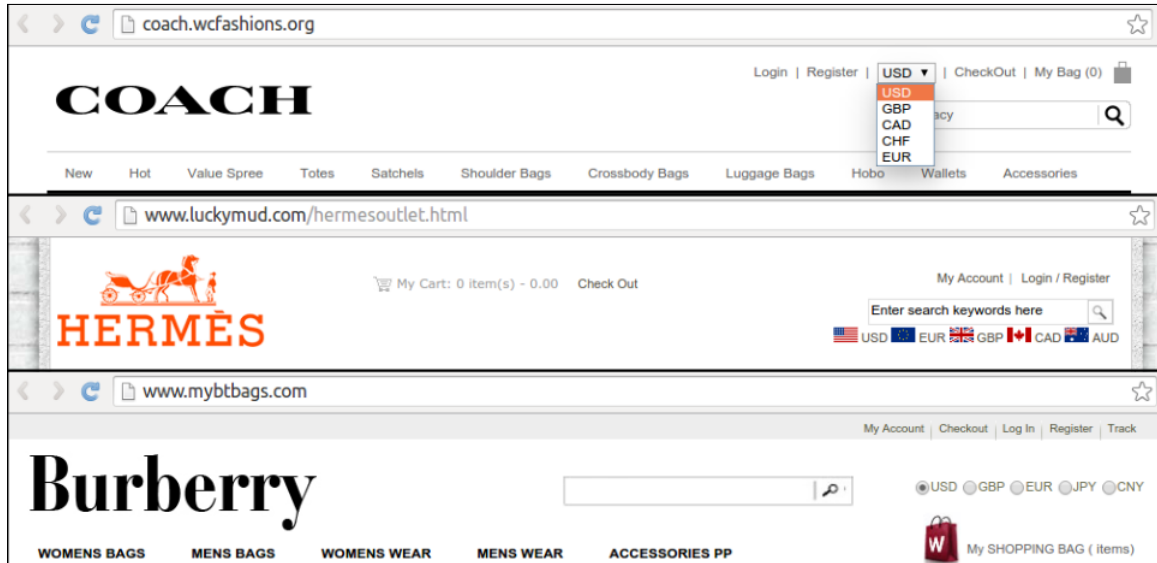 coach.wcfashions.org
Login | Register | USD ▼ | CheckOut | My Bag (0)
COACH
USD
GBP
CAD
CHF
EUR
acy
New Hot Value Spree Totes Satchels Shoulder Bags Crossbody Bags Luggage Bags Hobo Wallets Accessories
www.luckymud.com/hermesoutlet.html
My Cart: 0 item(s) - 0.00 Check Out
My Account | Login / Register
HERMÈS
Enter search keywords here
USD EUR GBP CAD AUD
www.mybtbags.com
My Account | Checkout | Log In | Register | Track
Burberry
USD GBP EUR JPY CNY
W
My SHOPPING BAG ( items)
WOMENS BAGS MENS BAGS WOMENS WEAR MENS WEAR ACCESSORIES PP